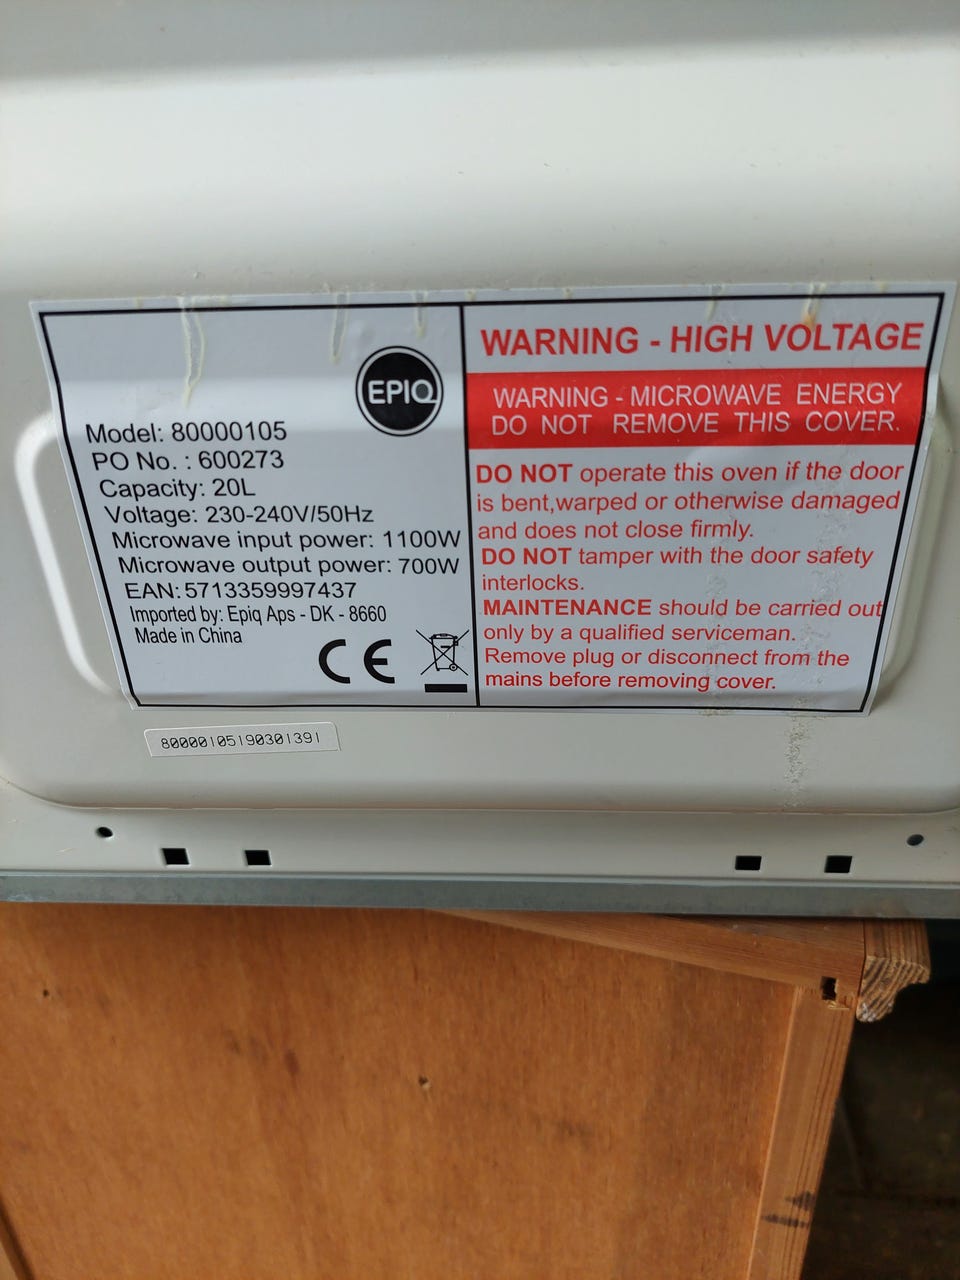 EPIQ
Model: 80000105
PO No. : 600273
Capacity: 20L
Voltage: 230-240V/50Hz
Microwave input power: 1100W
Microwave output power: 700W
EAN: 5713359997437
Imported by: Epiq Aps - DK - 8660
Made in China
CE
WARNING - HIGH VOLTAGE
WARNING - MICROWAVE ENERGY
DO NOT REMOVE THIS COVER.
DO NOT operate this oven if the door
is bent,warped or otherwise damaged
and does not close firmly.
DO NOT tamper with the door safety
interlocks.
MAINTENANCE should be carried out
only by a qualified serviceman.
Remove plug or disconnect from the
mains before removing cover.
80000105190301391